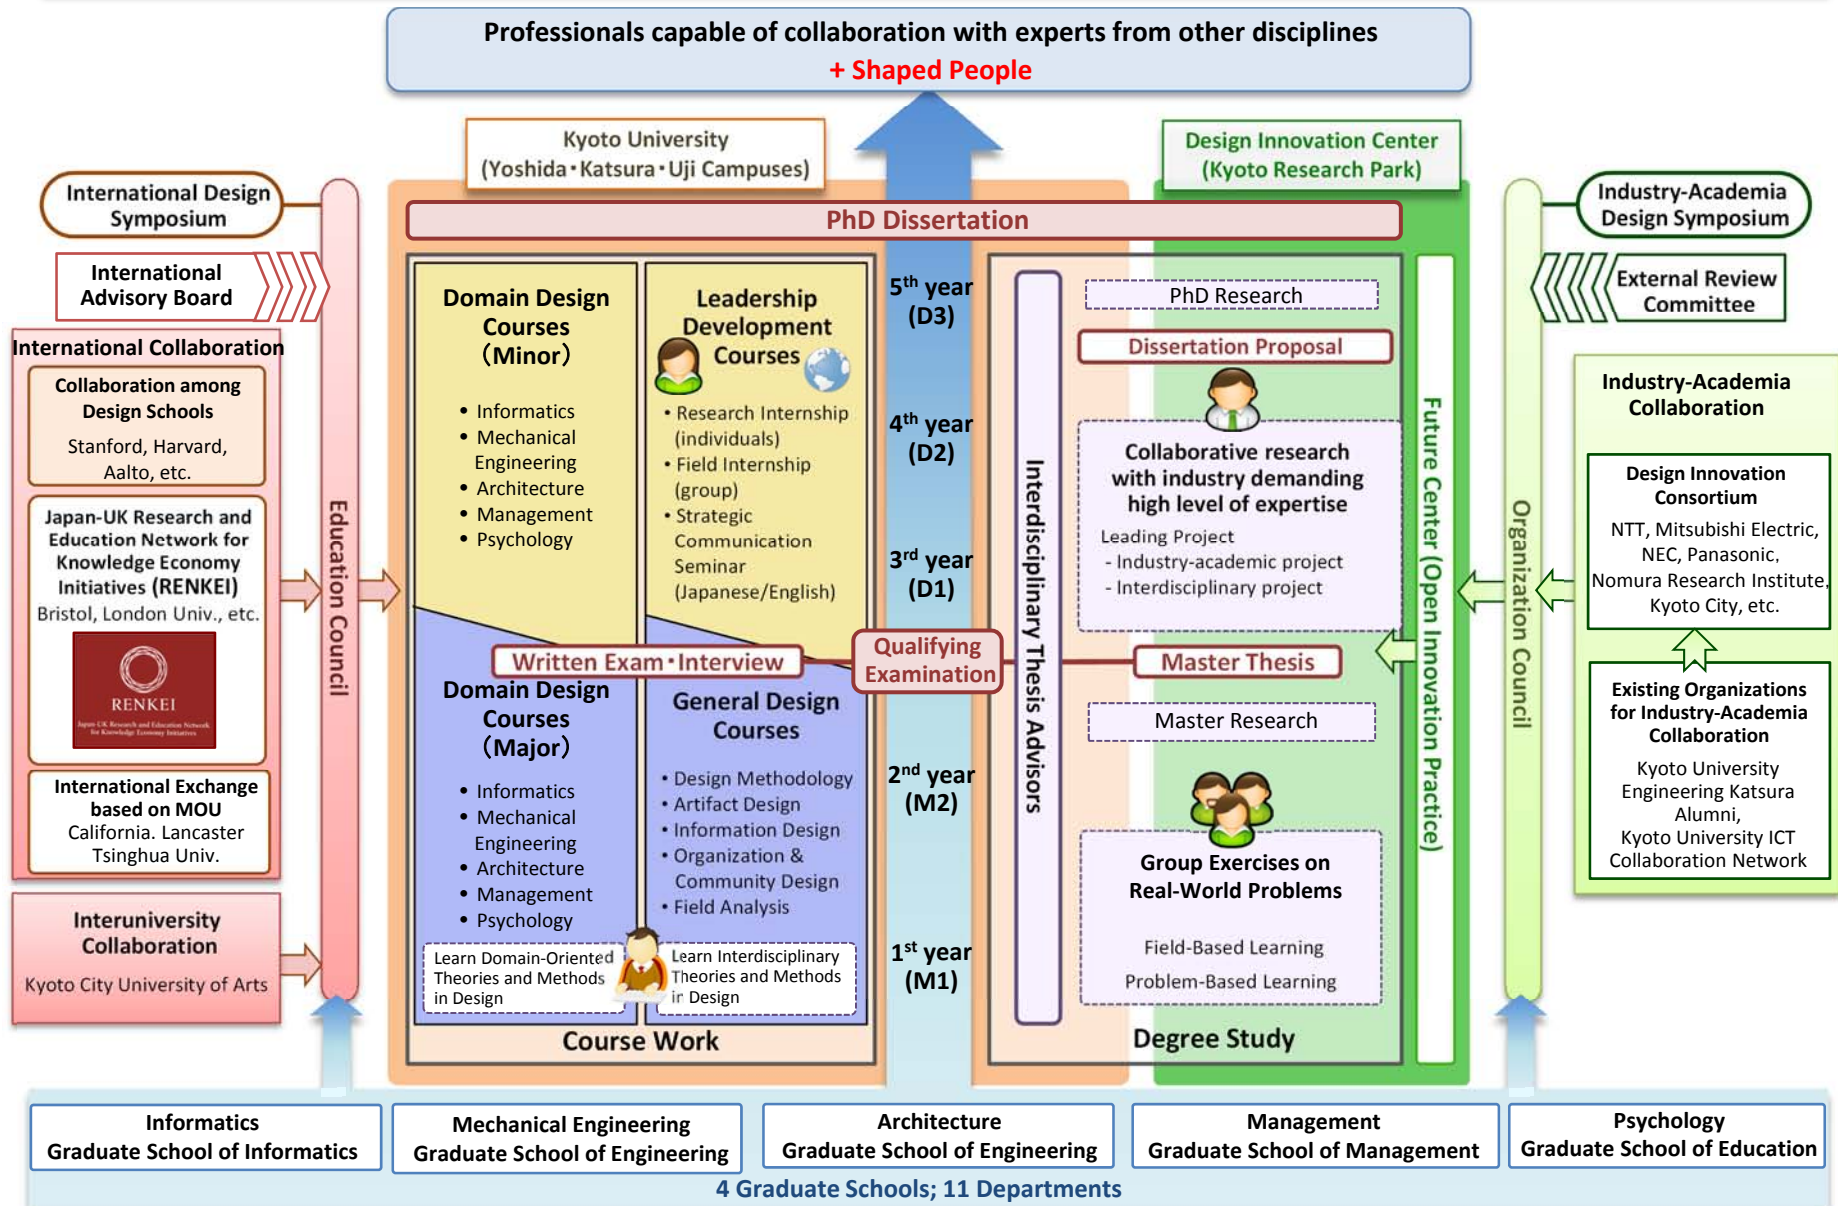 Professionals capable of collaboration with experts from other disciplines
+ Shaped People
Kyoto University
(Yoshida・Katsura・Uji Campuses)
Design Innovation Center
(Kyoto Research Park)
International Design
Symposium
International
Advisory Board
International Collaboration
Collaboration among
Design Schools
Stanford, Harvard,
Aalto, etc.
Japan-UK Research and
Education Network for
Knowledge Economy
Initiatives (RENKEI)
Bristol, London Univ., etc.
RENKEI
Japan-UK Research and Education Network
for Knowledge Economy Initiatives
International Exchange
based on MOU
California. Lancaster
Tsinghua Univ.
Interuniversity
Collaboration
Kyoto City University of Arts
Education Council
PhD Dissertation
Domain Design
Courses
（Minor）
• Informatics
• Mechanical
Engineering
• Architecture
• Management
• Psychology
Leadership
Development
Courses
• Research Internship
(individuals)
• Field Internship
(group)
• Strategic
Communication
Seminar
(Japanese/English)
Written Exam・Interview
Qualifying
Examination
Master Thesis
Domain Design
Courses
（Major）
• Informatics
• Mechanical
Engineering
• Architecture
• Management
• Psychology
Learn Domain-Oriented
Theories and Methods
in Design
General Design
Courses
• Design Methodology
• Artifact Design
• Information Design
• Organization &
Community Design
• Field Analysis
Learn Interdisciplinary
Theories and Methods
in Design
Course Work
5th year
(D3)
4th year
(D2)
3rd year
(D1)
2nd year
(M2)
1st year
(M1)
Interdisciplinary Thesis Advisors
PhD Research
Dissertation Proposal
Collaborative research
with industry demanding
high level of expertise
Leading Project
- Industry-academic project
- Interdisciplinary project
Master Research
Group Exercises on
Real-World Problems
Field-Based Learning
Problem-Based Learning
Degree Study
Future Center (Open Innovation Practice)
Organization Council
Industry-Academia
Design Symposium
External Review
Committee
Industry-Academia
Collaboration
Design Innovation
Consortium
NTT, Mitsubishi Electric,
NEC, Panasonic,
Nomura Research Institute,
Kyoto City, etc.
Existing Organizations
for Industry-Academia
Collaboration
Kyoto University
Engineering Katsura
Alumni,
Kyoto University ICT
Collaboration Network
Informatics
Graduate School of Informatics
Mechanical Engineering
Graduate School of Engineering
Architecture
Graduate School of Engineering
Management
Graduate School of Management
Psychology
Graduate School of Education
4 Graduate Schools; 11 Departments